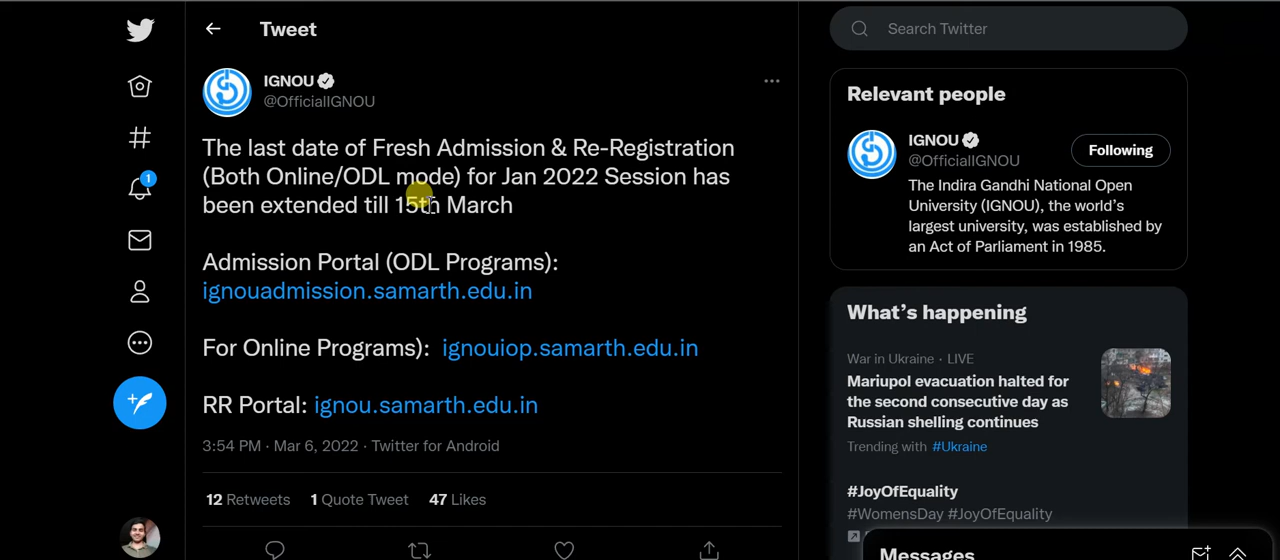 Tweet
Search Twitter
IGNOU
@OfficialIGNOU
The last date of Fresh Admission & Re-Registration
(Both Online/ODL mode) for Jan 2022 Session has
been extended till 15th March
Admission Portal (ODL Programs):
ignouadmission.samarth.edu.in
For Online Programs): ignouiop.samarth.edu.in
RR Portal: ignou.samarth.edu.in
3:54 PM · Mar 6, 2022 · Twitter for Android
12 Retweets 1 Quote Tweet 47 Likes
1
Relevant people
IGNOU
@OfficialIGNOU
Following
The Indira Gandhi National Open
University (IGNOU), the world's
largest university, was established by
an Act of Parliament in 1985.
What's happening
War in Ukraine · LIVE
Mariupol evacuation halted for
the second consecutive day as
Russian shelling continues
Trending with #Ukraine
#JoyOfEquality
#WomensDay #JoyOfEquality
Messages